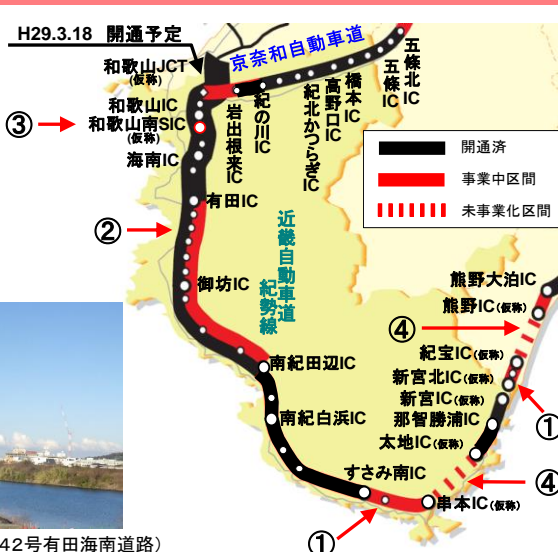 H29.3.18 開通予定
京奈和自動車道
和歌山JCT
(仮称)
和歌山IC
和歌山南SIC
(仮称)
③
海南IC
岩出根来IC
紀の川IC
紀北かつらぎIC
高野口IC
橋本IC
五條IC
五條北IC
開通済
事業中区間
未事業化区間
有田IC
②
近畿自動車道
紀勢線
御坊IC
熊野大泊IC
熊野IC(仮称)
④
紀宝IC(仮称)
新宮北IC(仮称)
新宮IC(仮称)
①
那智勝浦IC
太地IC(仮称)
南紀田辺IC
南紀白浜IC
すさみ南IC
④
串本IC(仮称)
①
42号有田海南道路)